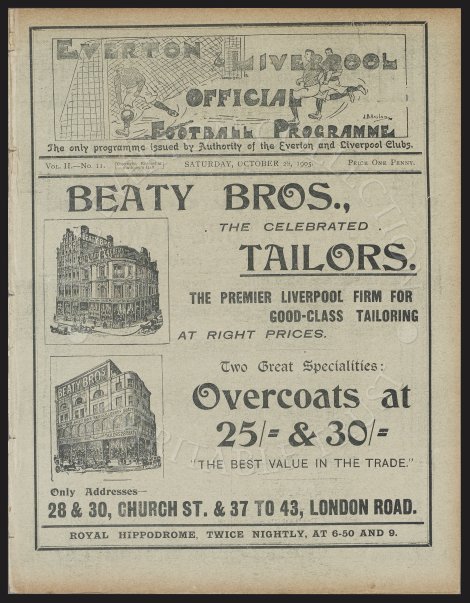 EVERTON & LIVERPOOL
OFFICIAL
FOOTBALL PROGRAMME
The only programme issued by Authority of the Everton and Liverpool Clubs.
VOL. II.—No. 11.
SATURDAY, OCTOBER 28, 1905.
PRICE ONE PENNY.
BEATY BROS.,
THE CELEBRATED
TAILORS.
THE PREMIER LIVERPOOL FIRM FOR
GOOD-CLASS TAILORING
AT RIGHT PRICES.
Two Great Specialities:
Overcoats at
25/= & 30/=
"THE BEST VALUE IN THE TRADE."
BEATY BROS
Only Addresses—
28 & 30, CHURCH ST. & 37 TO 43, LONDON ROAD.
ROYAL HIPPODROME, TWICE NIGHTLY, AT 6-50 AND 9.